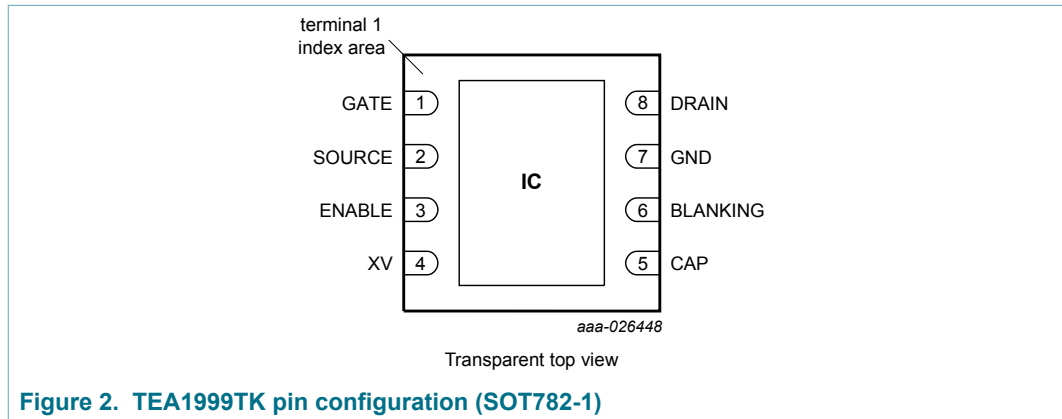 terminal 1
index area
GATE 1 8 DRAIN
SOURCE 2 7 GND
IC
ENABLE 3 6 BLANKING
XV 4 5 CAP
aaa-026448
Transparent top view
Figure 2. TEA1999TK pin configuration (SOT782-1)